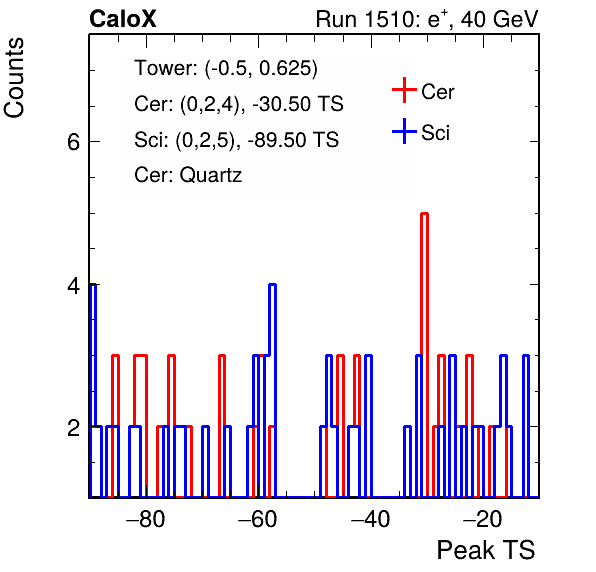 CaloX Run 1510: e⁺, 40 GeV
Counts
Tower: (-0.5, 0.625)
Cer: (0,2,4), -30.50 TS
Sci: (0,2,5), -89.50 TS
Cer: Quartz
Cer
Sci
6
4
2
−80 −60 −40 −20
Peak TS